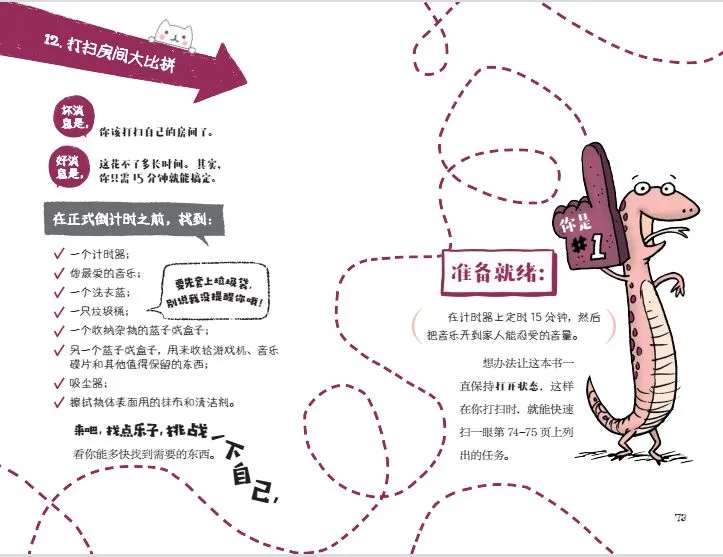 12. 打扫房间大比拼
坏消
息是,
你该打扫自己的房间了。
好消
息是,
这花不了多长时间。其实,
你只需 15 分钟就能搞定。
在正式倒计时之前,找到:
✓ 一个计时器;
✓ 你最爱的音乐;
✓ 一个洗衣篮;
✓ 一只垃圾桶;
要先套上垃圾袋,
别说我没提醒你哦!
✓ 一个收纳杂物的篮子或盒子;
✓ 另一个篮子或盒子,用来收拾游戏机、音乐
碟片和其他值得保留的东西;
✓ 吸尘器;
✓ 擦拭物体表面用的抹布和清洁剂。
来吧,找点乐子,挑战一下自己,
看你能多快找到需要的东西。
你是
#1
准备就绪:
在计时器上定时 15 分钟,然后
把音乐开到家人能忍受的音量。
想办法让这本书一
直保持打开状态,这样
在你打扫时,就能快速
扫一眼第 74–75 页上列
出的任务。
73